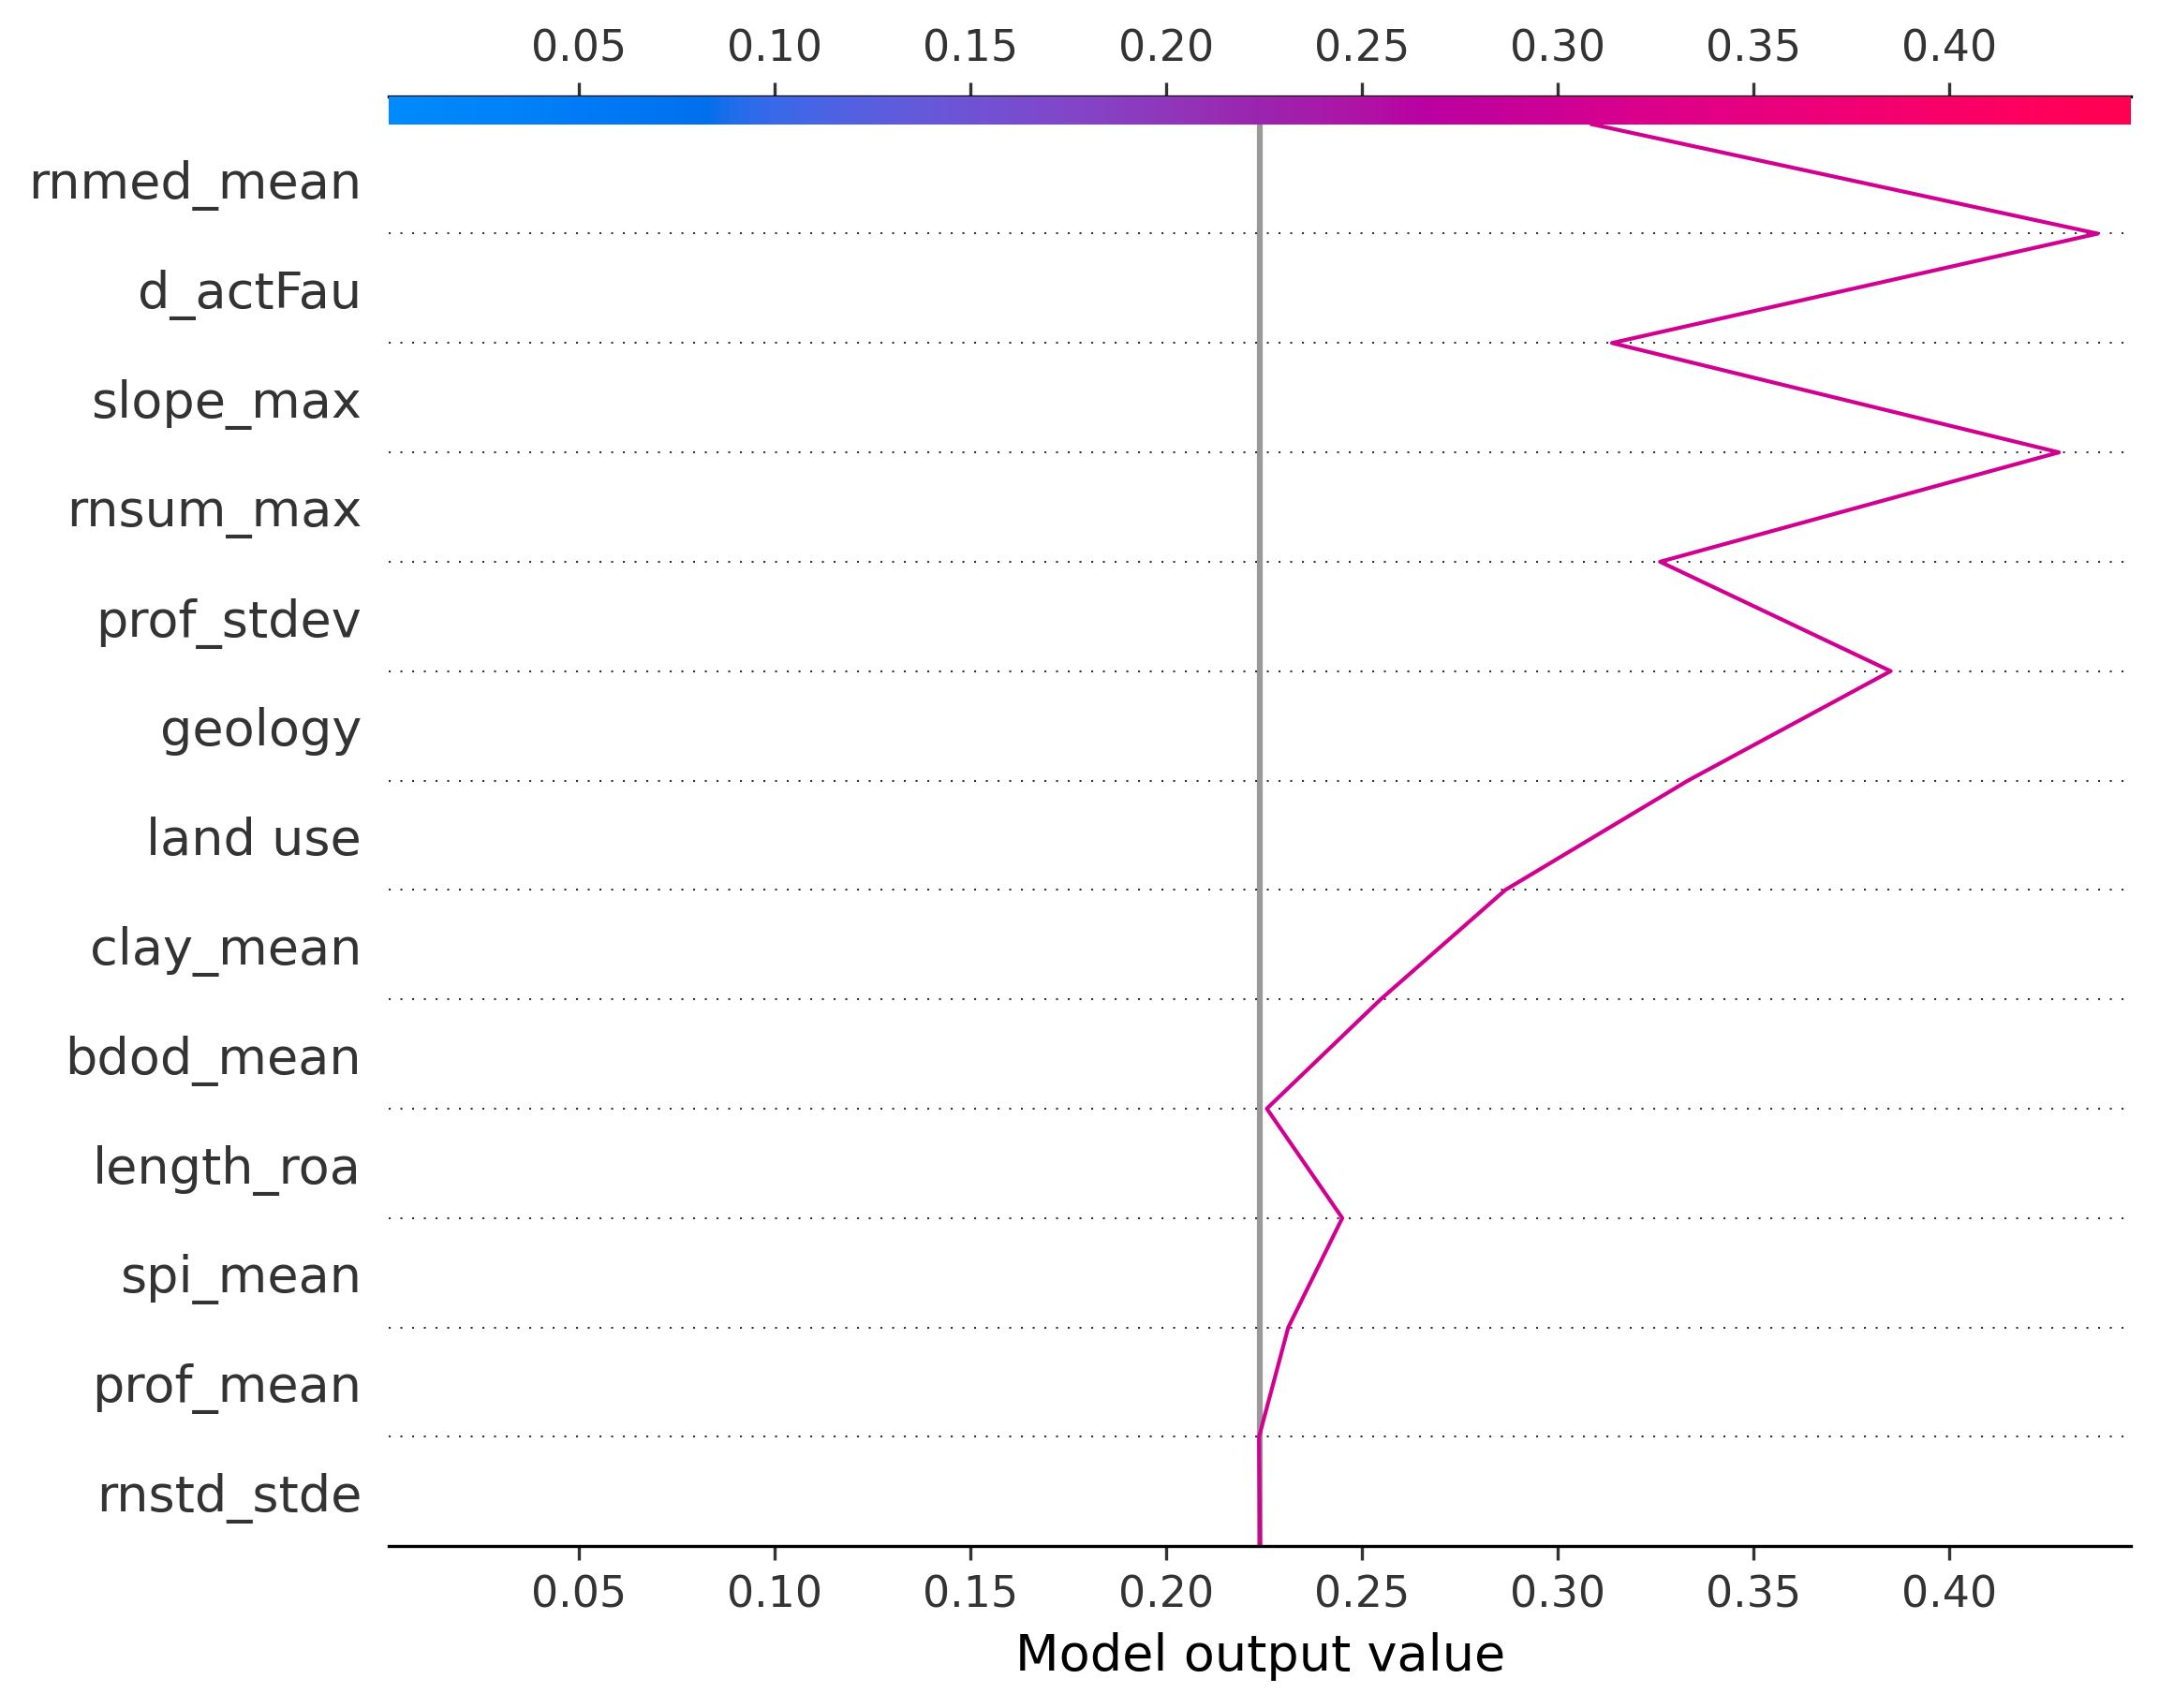 0.05 0.10 0.15 0.20 0.25 0.30 0.35 0.40
rnmed_mean
d_actFau
slope_max
rnsum_max
prof_stdev
geology
land use
clay_mean
bdod_mean
length_roa
spi_mean
prof_mean
rnstd_stde
0.05 0.10 0.15 0.20 0.25 0.30 0.35 0.40
Model output value